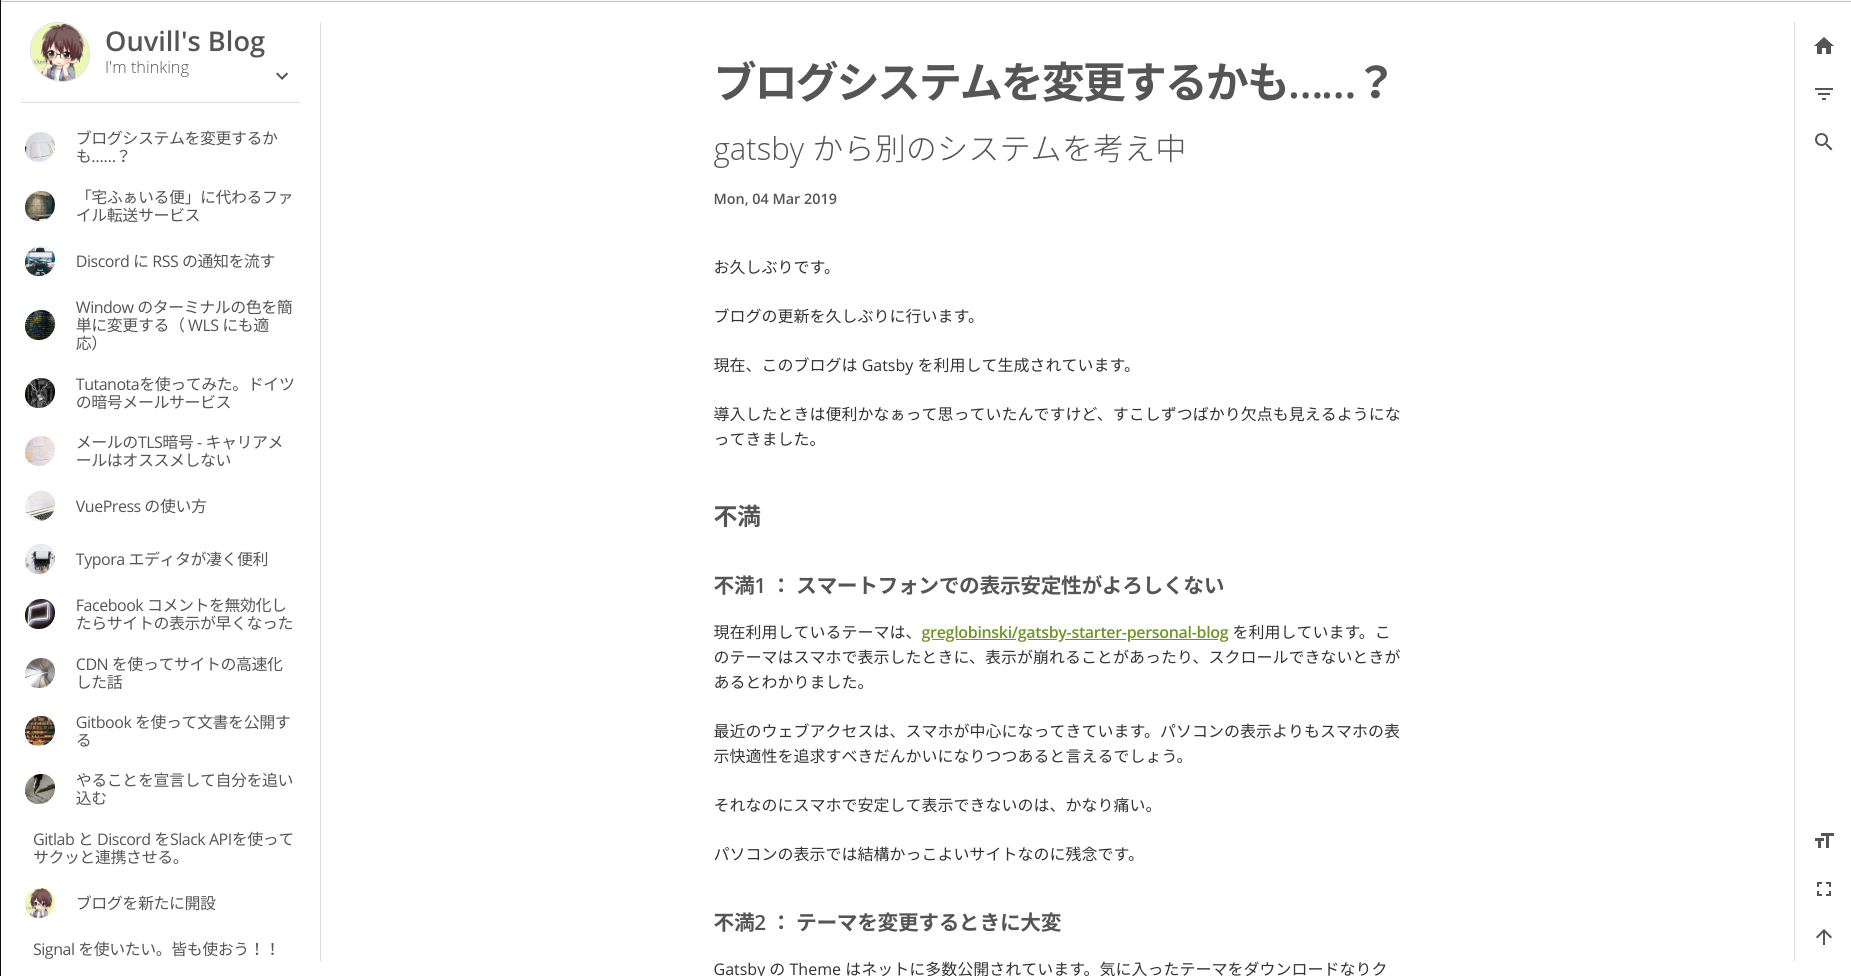 Ouvill's Blog
I'm thinking
ブログシステムを変更するか
も……？
「宅ふぁいる便」に代わるファ
イル転送サービス
Discord に RSS の通知を流す
Window のターミナルの色を簡
単に変更する（ WLS にも適
応）
Tutanotaを使ってみた。ドイツ
の暗号メールサービス
メールのTLS暗号 - キャリアメ
ールはオススメしない
VuePress の使い方
Typora エディタが凄く便利
Facebook コメントを無効化し
たらサイトの表示が早くなった
CDN を使ってサイトの高速化
した話
Gitbook を使って文書を公開す
る
やることを宣言して自分を追い
込む
Gitlab と Discord をSlack APIを使って
サクッと連携させる。
ブログを新たに開設
Signal を使いたい。皆も使おう！！
ブログシステムを変更するかも……？
gatsby から別のシステムを考え中
Mon, 04 Mar 2019
お久しぶりです。
ブログの更新を久しぶりに行います。
現在、このブログは Gatsby を利用して生成されています。
導入したときは便利かなぁって思っていたんですけど、すこしずつばかり欠点も見えるようにな
ってきました。
不満
不満1 ： スマートフォンでの表示安定性がよろしくない
現在利用しているテーマは、greglobinski/gatsby-starter-personal-blog を利用しています。こ
のテーマはスマホで表示したときに、表示が崩れることがあったり、スクロールできないときが
あるとわかりました。
最近のウェブアクセスは、スマホが中心になってきています。パソコンの表示よりもスマホの表
示快適性を追求すべきだんかいになりつつあると言えるでしょう。
それなのにスマホで安定して表示できないのは、かなり痛い。
パソコンの表示では結構かっこよいサイトなのに残念です。
不満2 ： テーマを変更するときに大変
Gatsby の Theme はネットに多数公開されています。気に入ったテーマをダウンロードなりク